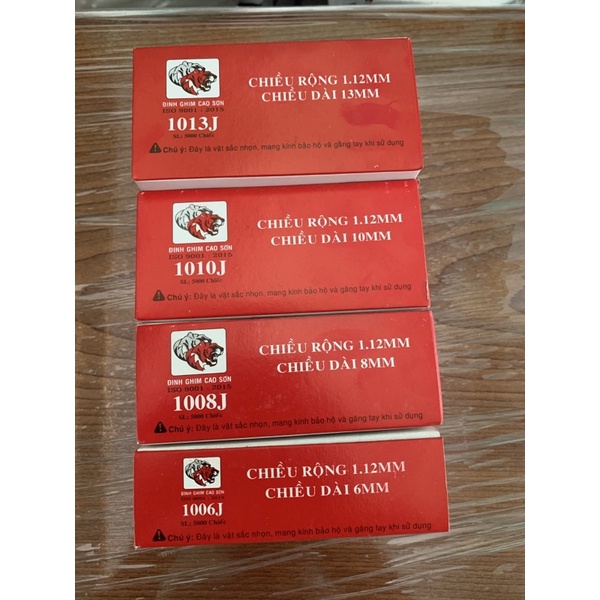 ĐINH GHIM CAO SƠN
ISO 9001 - 2015
1013J
SL: 5000 Chiếc
CHIỀU RỘNG 1.12MM
CHIỀU DÀI 13MM
Chú ý: Đây là vật sắc nhọn, mang kính bảo hộ và găng tay khi sử dụng
ĐINH GHIM CAO SƠN
ISO 9001 - 2015
1010J
SL: 5000 Chiếc
CHIỀU RỘNG 1.12MM
CHIỀU DÀI 10MM
Chú ý: Đây là vật sắc nhọn, mang kính bảo hộ và găng tay khi sử dụng
ĐINH GHIM CAO SƠN
ISO 9001 - 2015
1008J
SL: 5000 Chiếc
CHIỀU RỘNG 1.12MM
CHIỀU DÀI 8MM
Chú ý: Đây là vật sắc nhọn, mang kính bảo hộ và găng tay khi sử dụng
ĐINH GHIM CAO SƠN
ISO 9001 - 2015
1006J
SL: 5000 Chiếc
CHIỀU RỘNG 1.12MM
CHIỀU DÀI 6MM
Chú ý: Đây là vật sắc nhọn, mang kính bảo hộ và găng tay khi sử dụng